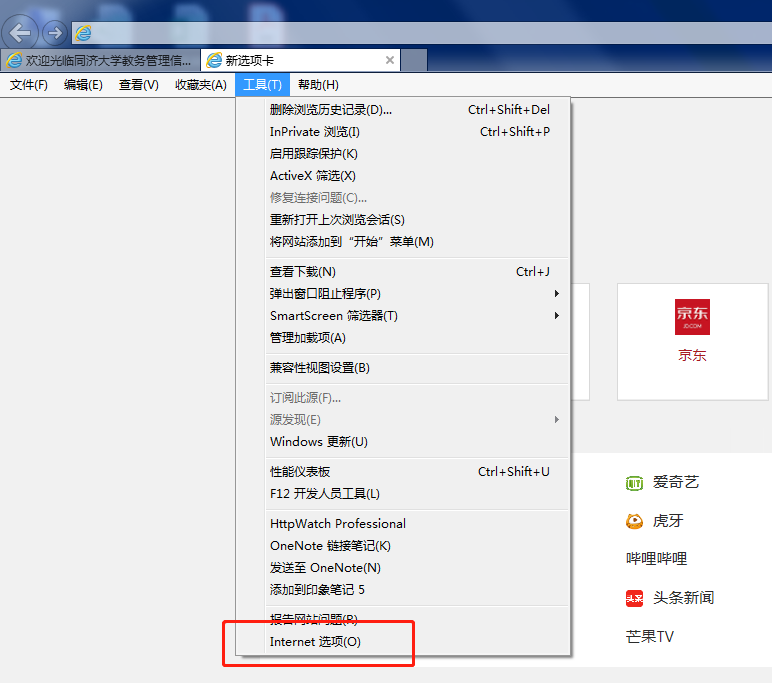 欢迎光临同济大学教务管理信...
新选项卡
文件(F) 编辑(E) 查看(V) 收藏夹(A) 工具(T) 帮助(H)
删除浏览历史记录(D)... Ctrl+Shift+Del
InPrivate 浏览(I) Ctrl+Shift+P
启用跟踪保护(K)
ActiveX 筛选(X)
修复连接问题(C)...
重新打开上次浏览会话(S)
将网站添加到“开始”菜单(M)
查看下载(N) Ctrl+J
弹出窗口阻止程序(P)
SmartScreen 筛选器(T)
管理加载项(A)
兼容性视图设置(B)
订阅此源(F)...
源发现(E)
Windows 更新(U)
性能仪表板 Ctrl+Shift+U
F12 开发人员工具(L)
HttpWatch Professional
OneNote 链接笔记(K)
发送至 OneNote(N)
添加到印象笔记 5
报告网站问题(R)
Internet 选项(O)
京东
JD.COM
京东
爱奇艺
虎牙
哔哩哔哩
头条
头条新闻
芒果TV